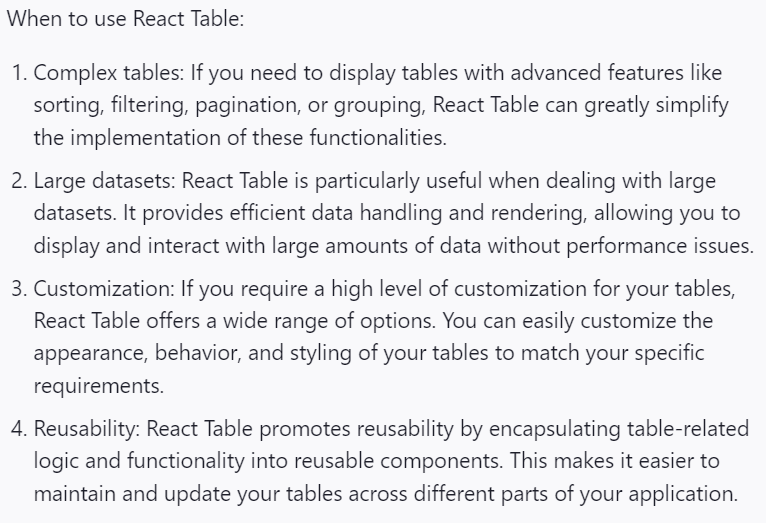 When to use React Table:
1. Complex tables: If you need to display tables with advanced features like
sorting, filtering, pagination, or grouping, React Table can greatly simplify
the implementation of these functionalities.
2. Large datasets: React Table is particularly useful when dealing with large
datasets. It provides efficient data handling and rendering, allowing you to
display and interact with large amounts of data without performance issues.
3. Customization: If you require a high level of customization for your tables,
React Table offers a wide range of options. You can easily customize the
appearance, behavior, and styling of your tables to match your specific
requirements.
4. Reusability: React Table promotes reusability by encapsulating table-related
logic and functionality into reusable components. This makes it easier to
maintain and update your tables across different parts of your application.